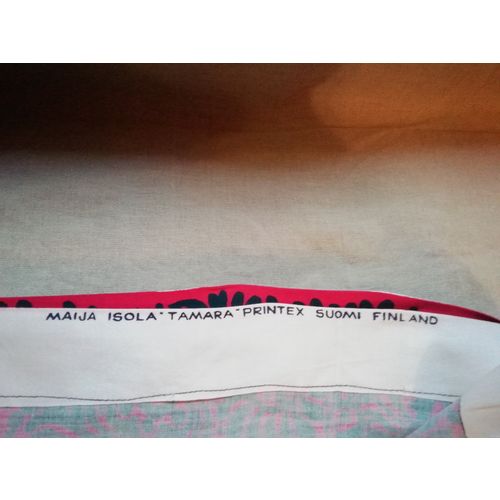 MAIJA ISOLA "TAMARA" PRINTEX SUOMI FINLAND